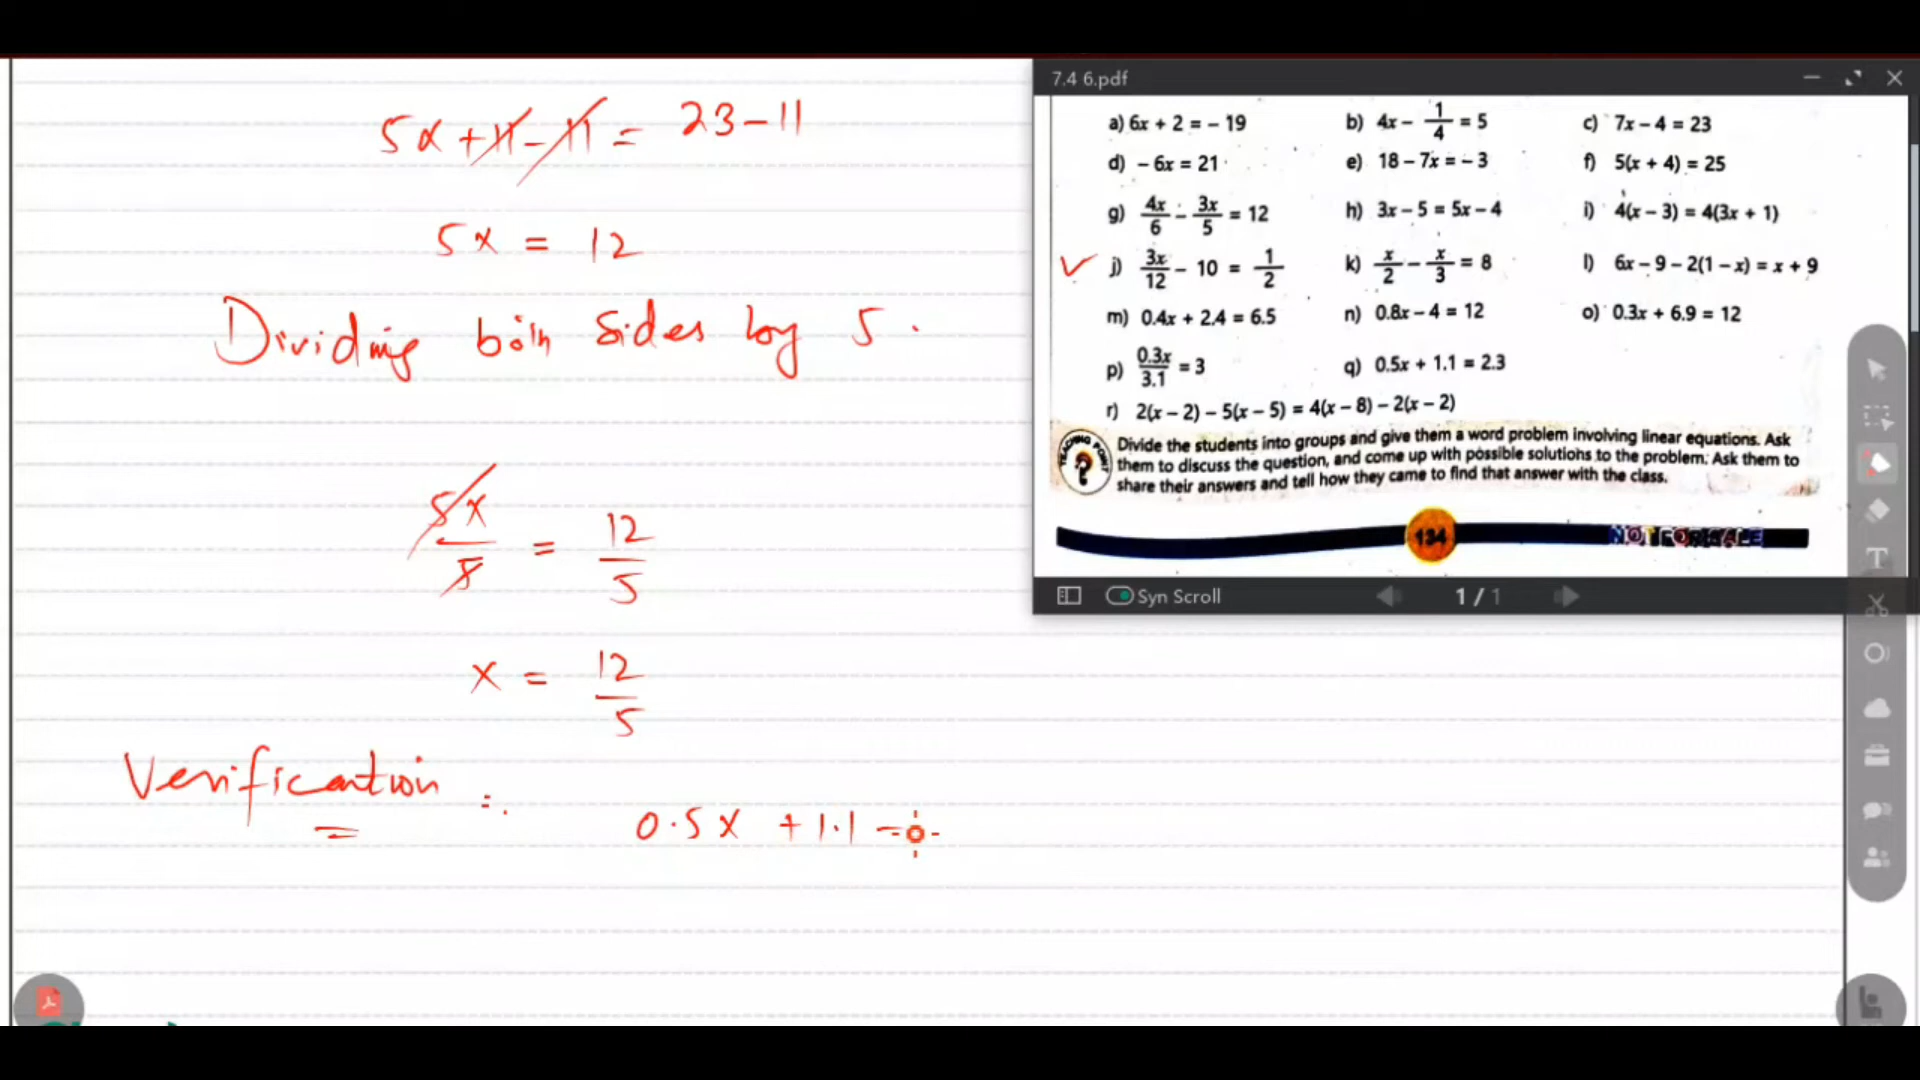 5x + 11 - 11 = 23 - 11
5x = 12
Dividing both sides by 5.
5x/5 = 12/5
x = 12/5
Verification :.
0.5x + 1.1 =
7.4 6.pdf
a) 6x + 2 = – 19 b) 4x – 1/4 = 5 c) 7x – 4 = 23
d) – 6x = 21 e) 18 – 7x = – 3 f) 5(x + 4) = 25
g) 4x/6 – 3x/5 = 12 h) 3x – 5 = 5x – 4 i) 4(x – 3) = 4(3x + 1)
✓ j) 3x/12 – 10 = 1/2 k) x/2 – x/3 = 8 l) 6x – 9 – 2(1 – x) = x + 9
m) 0.4x + 2.4 = 6.5 n) 0.8x – 4 = 12 o) 0.3x + 6.9 = 12
p) 0.3x/3.1 = 3 q) 0.5x + 1.1 = 2.3
r) 2(x – 2) – 5(x – 5) = 4(x – 8) – 2(x – 2)
TEACHING POINT
?
Divide the students into groups and give them a word problem involving linear equations. Ask
them to discuss the question, and come up with possible solutions to the problem. Ask them to
share their answers and tell how they came to find that answer with the class.
134
NOT FOR SALE
Syn Scroll
1 / 1
T